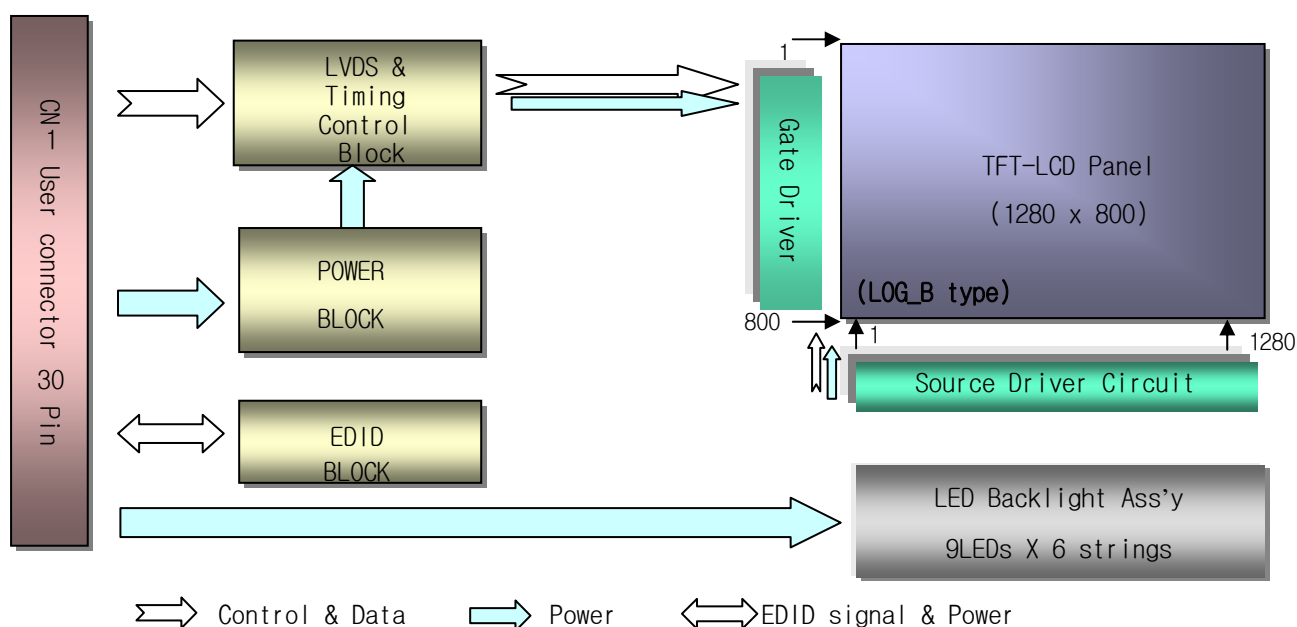 CN-1 User connector 30 Pin
LVDS &
Timing
Control
Block
POWER
BLOCK
EDID
BLOCK
1
Gate Driver
800
TFT-LCD Panel
(1280 x 800)
(LOG_B type)
1
1280
Source Driver Circuit
LED Backlight Ass’y
9LEDs X 6 strings
Control & Data
Power
EDID signal & Power